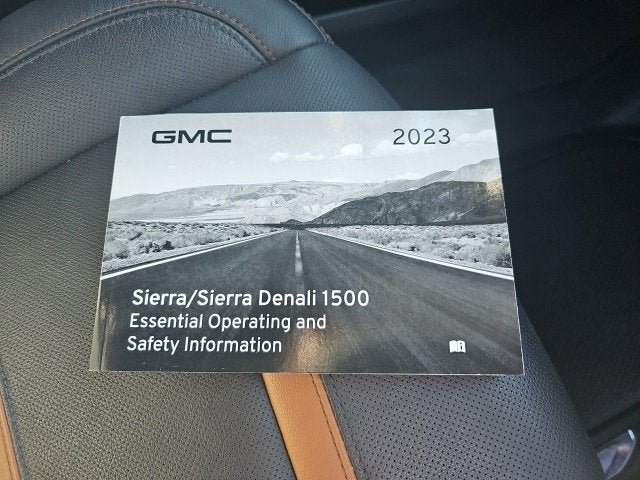 GMC 2023
Sierra/Sierra Denali 1500
Essential Operating and
Safety Information